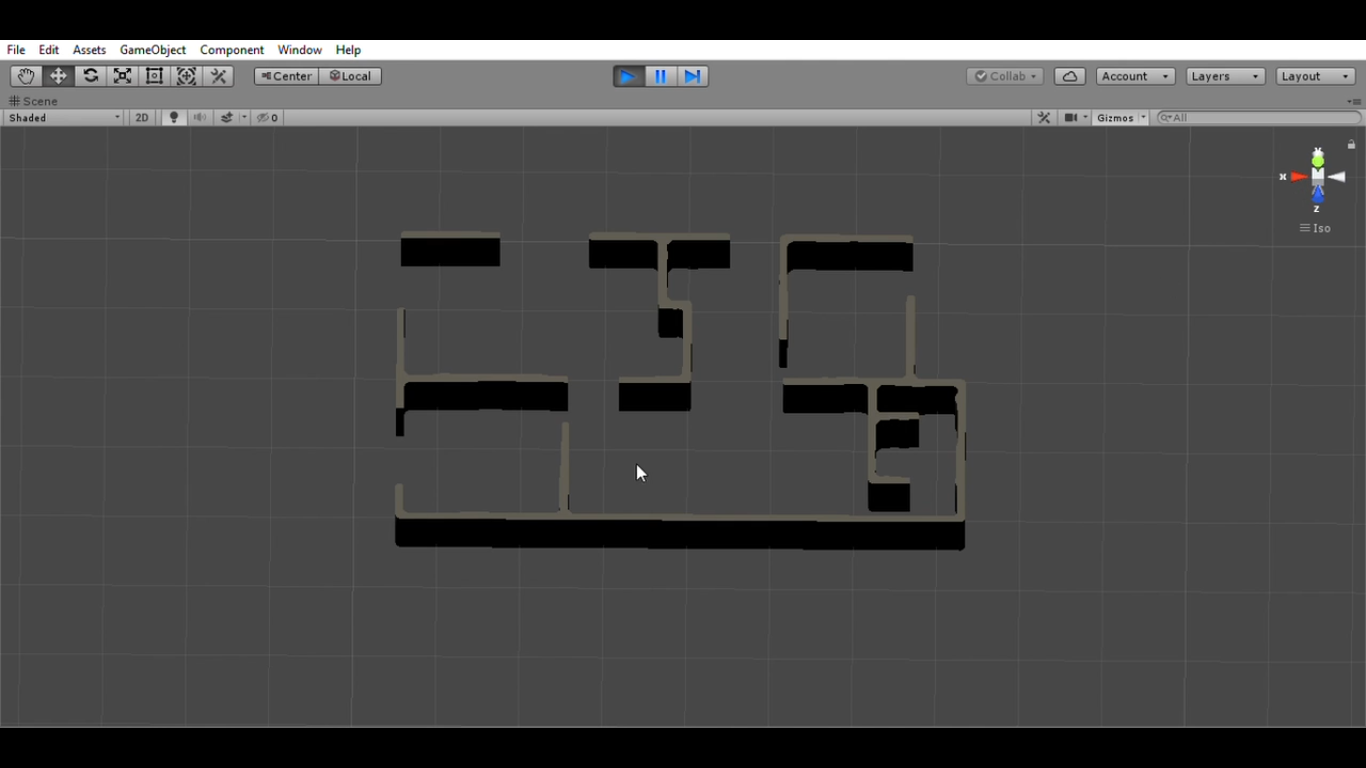 File Edit Assets GameObject Component Window Help
Center Local Collab Account Layers Layout
Scene
Shaded 2D 0 Gizmos All
y
x
z
Iso